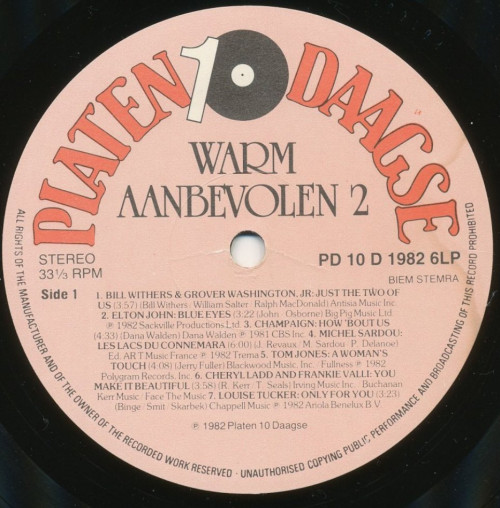 PLATEN 10 DAAGSE
WARM
AANBEVOLEN 2
STEREO
33⅓ RPM
PD 10 D 1982 6LP
BIEM STEMRA
Side 1
1. BILL WITHERS & GROVER WASHINGTON, JR: JUST THE TWO OF
US (3:57) (Bill Withers · William Salter · Ralph MacDonald) Antisia Music Inc.
2. ELTON JOHN: BLUE EYES (3:22 (John · Osborne) Big Pig Music Ltd.
℗ 1982 Sackville Productions Ltd. 3. CHAMPAIGN: HOW 'BOUT US
(4:33) (Dana Walden) Dana Walden ℗ 1981 CBS Inc. 4. MICHEL SARDOU:
LES LACS DU CONNEMARA (6:00) (J. Revaux / M. Sardou · P. Delanoe)
Ed. ART Music France ℗ 1982 Trema 5. TOM JONES: A WOMAN'S
TOUCH (4:08) (Jerry Fuller) Blackwood Music Inc. · Fullness ℗ 1982
Polygram Records, Inc. 6. CHERYL LADD AND FRANKIE VALLI: YOU
MAKE IT BEAUTIFUL (3:58) (R. Kerr / T. Seals) Irving Music Inc. · Buchanan
Kerr Music / Face The Music 7. LOUISE TUCKER: ONLY FOR YOU (3:23)
(Binge / Smit / Skarbek) Chappell Music ℗ 1982 Ariola Benelux B.V.
℗ 1982 Platen 10 Daagse
ALL RIGHTS OF THE MANUFACTURER AND OF THE OWNER OF THE RECORDED WORK RESERVED · UNAUTHORISED COPYING PUBLIC PERFORMANCE AND BROADCASTING OF THIS RECORD PROHIBITED